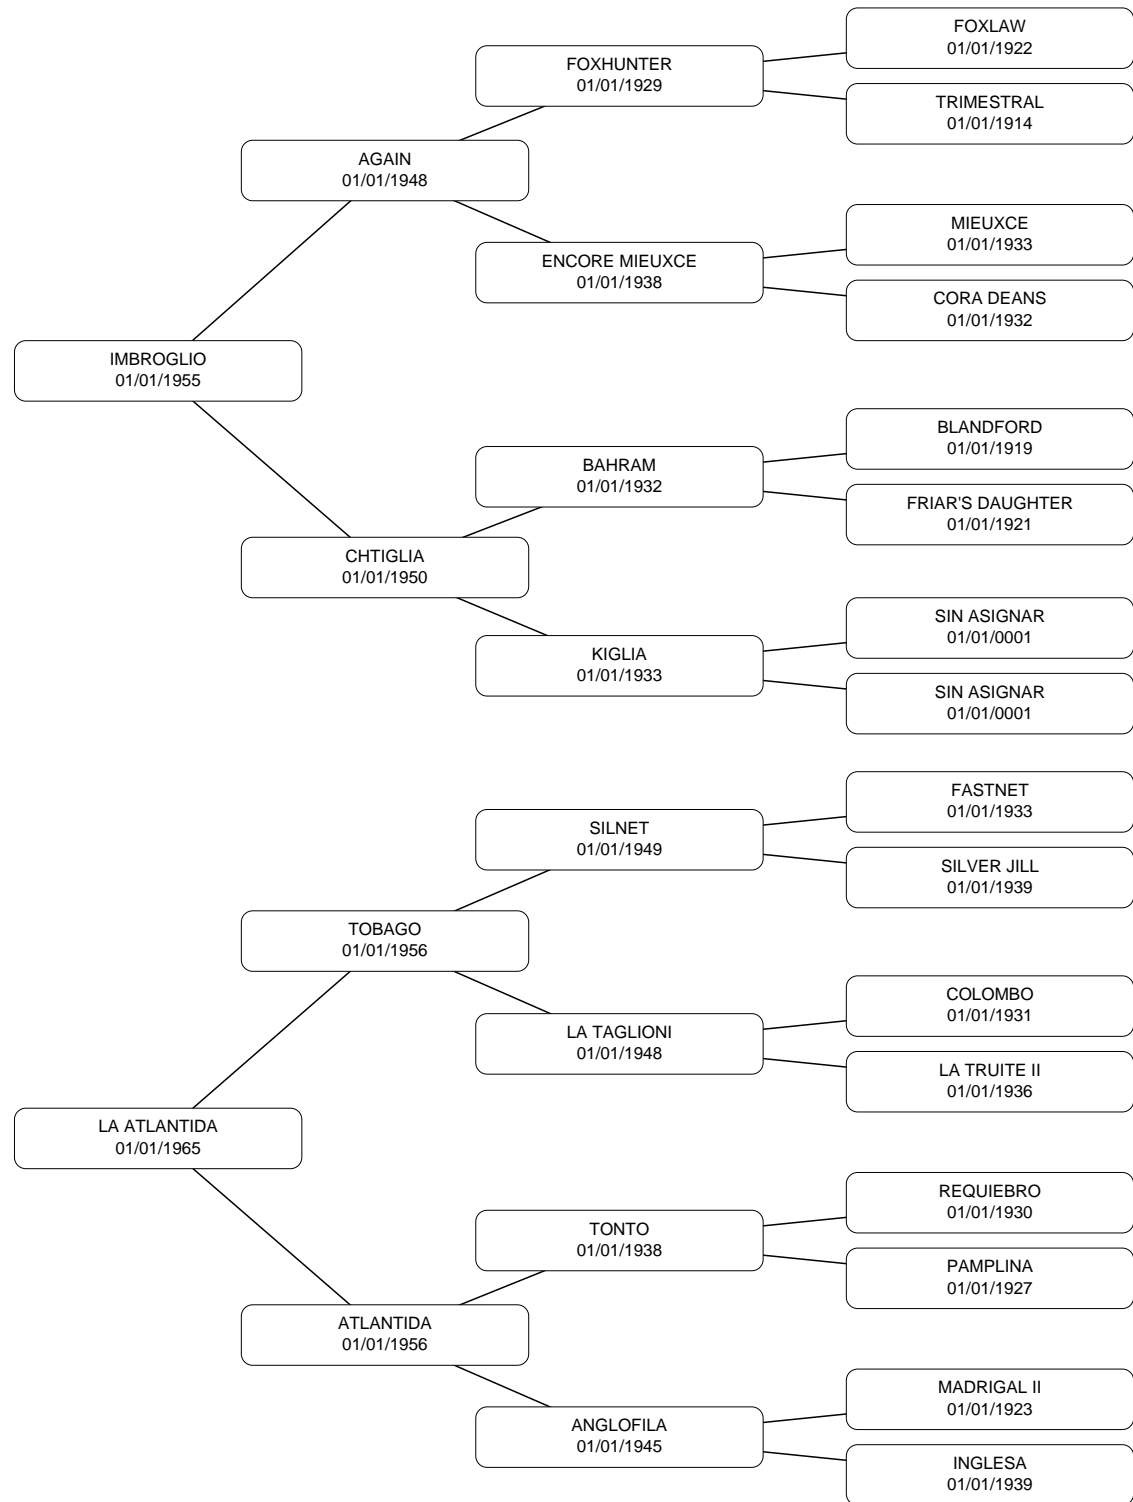 FOXLAW
01/01/1922
FOXHUNTER
01/01/1929
TRIMESTRAL
01/01/1914
AGAIN
01/01/1948
MIEUXCE
01/01/1933
ENCORE MIEUXCE
01/01/1938
CORA DEANS
01/01/1932
IMBROGLIO
01/01/1955
BLANDFORD
01/01/1919
BAHRAM
01/01/1932
FRIAR'S DAUGHTER
01/01/1921
CHTIGLIA
01/01/1950
SIN ASIGNAR
01/01/0001
KIGLIA
01/01/1933
SIN ASIGNAR
01/01/0001
FASTNET
01/01/1933
SILNET
01/01/1949
SILVER JILL
01/01/1939
TOBAGO
01/01/1956
COLOMBO
01/01/1931
LA TAGLIONI
01/01/1948
LA TRUITE II
01/01/1936
LA ATLANTIDA
01/01/1965
REQUIEBRO
01/01/1930
TONTO
01/01/1938
PAMPLINA
01/01/1927
ATLANTIDA
01/01/1956
MADRIGAL II
01/01/1923
ANGLOFILA
01/01/1945
INGLESA
01/01/1939